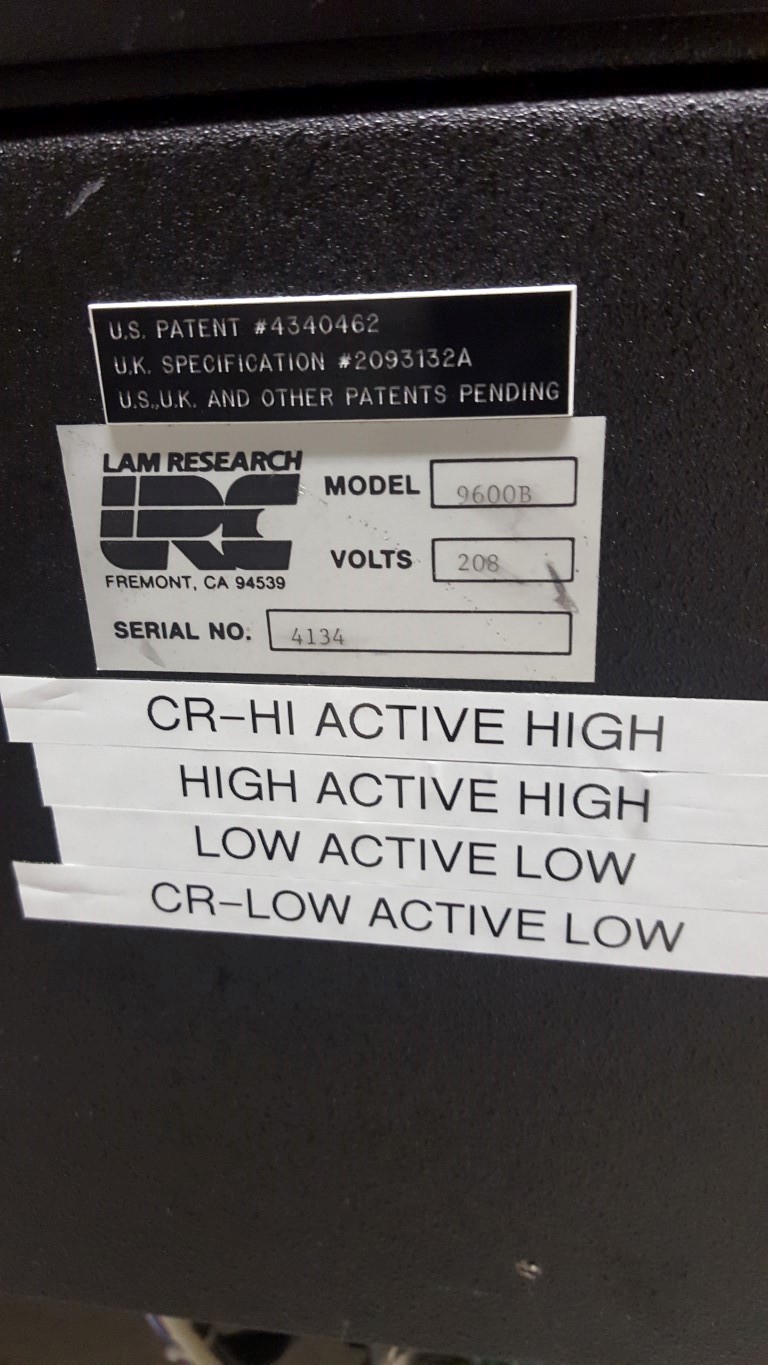 U.S. PATENT #4340462
U.K. SPECIFICATION #2093132A
U.S.,U.K. AND OTHER PATENTS PENDING
LAM RESEARCH
FREMONT, CA 94539
MODEL 9600B
VOLTS 208
SERIAL NO. 4134
CR-HI ACTIVE HIGH
HIGH ACTIVE HIGH
LOW ACTIVE LOW
CR-LOW ACTIVE LOW